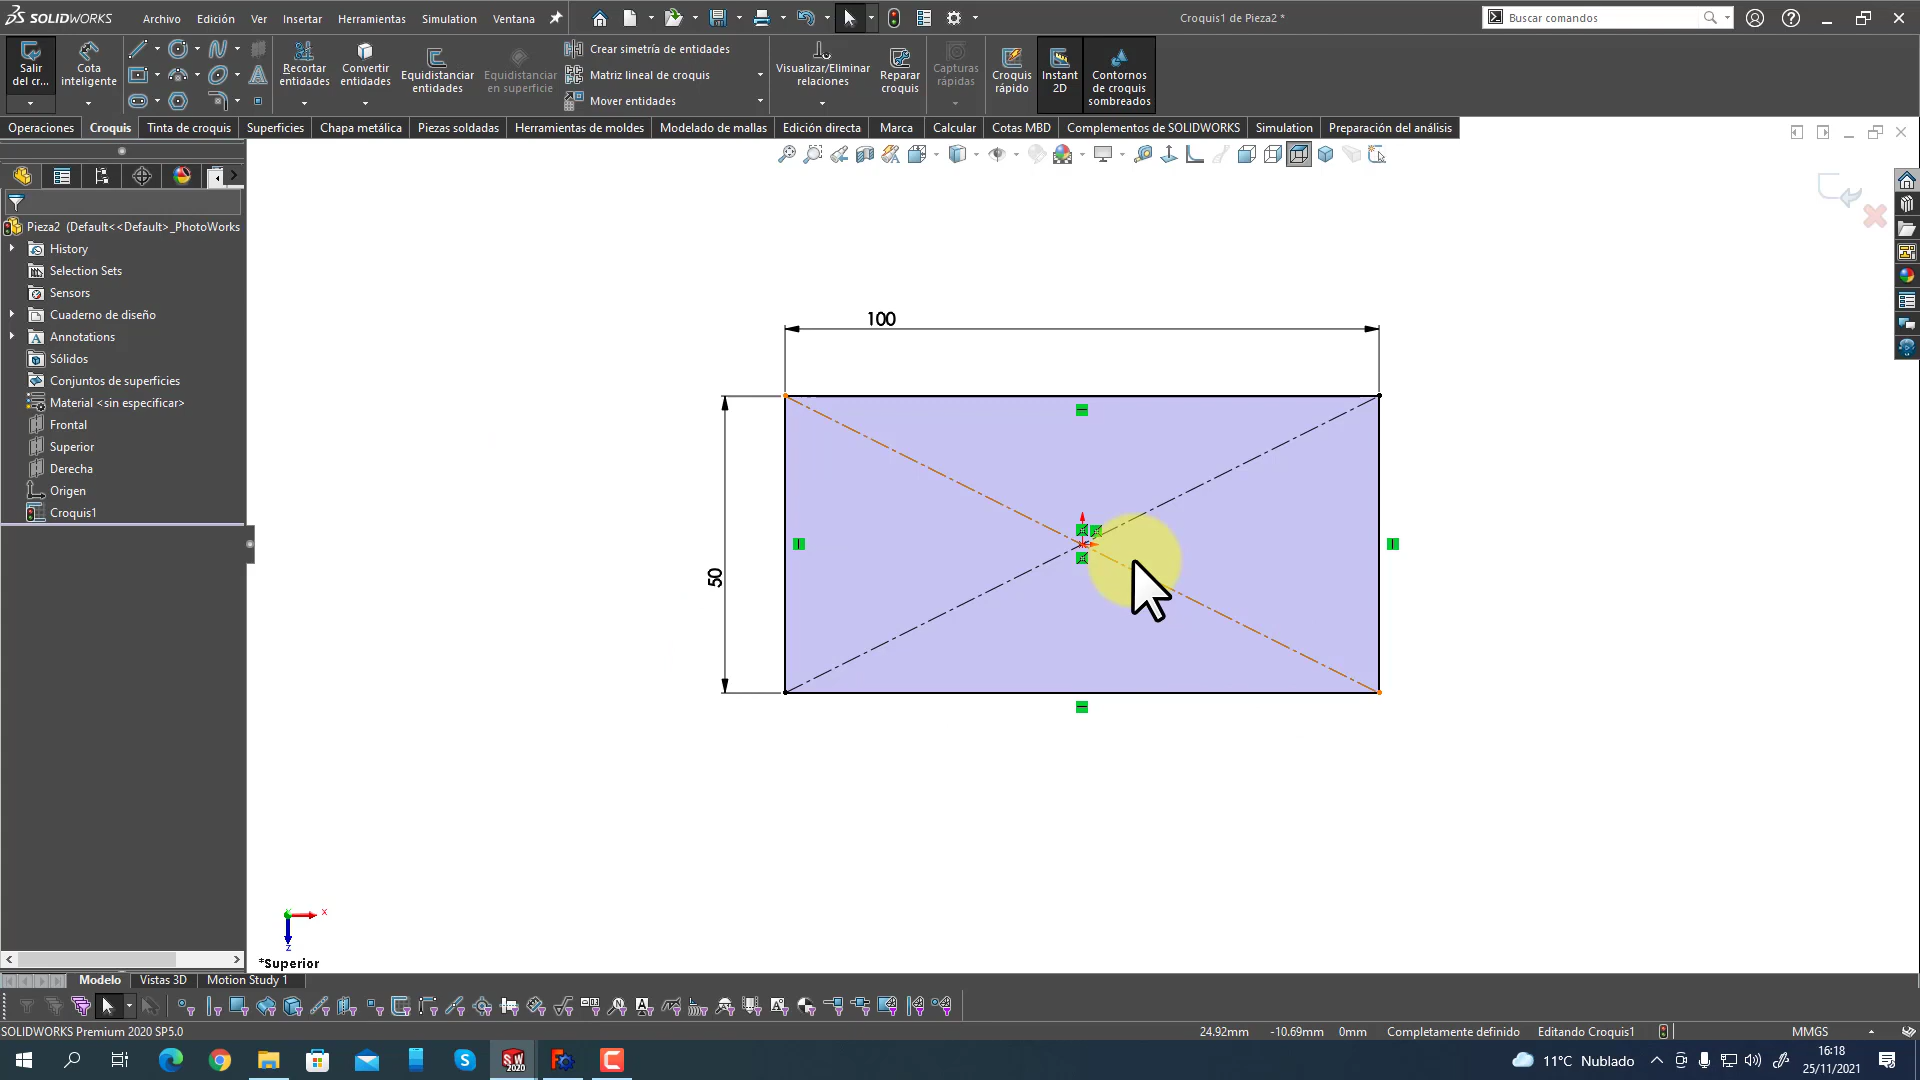 SOLIDWORKS
Archivo Edición Ver Insertar Herramientas Simulation Ventana
Croquis1 de Pieza2 *
Buscar comandos
Salir
del cr...
Cota
inteligente
Recortar
entidades
Convertir
entidades
Equidistanciar
entidades
Equidistanciar
en superficie
Crear simetría de entidades
Matriz lineal de croquis
Mover entidades
Visualizar/Eliminar
relaciones
Reparar
croquis
Capturas
rápidas
Croquis
rápido
Instant
2D
Contornos
de croquis
sombreados
Operaciones Croquis Tinta de croquis Superficies Chapa metálica Piezas soldadas Herramientas de moldes Modelado de mallas Edición directa Marca Calcular Cotas MBD Complementos de SOLIDWORKS Simulation Preparación del análisis
Pieza2 (Default<<Default>_PhotoWorks
History
Selection Sets
Sensors
Cuaderno de diseño
Annotations
Sólidos
Conjuntos de superficies
Material <sin especificar>
Frontal
Superior
Derecha
Origen
Croquis1
100
50
x
z
*Superior
Modelo Vistas 3D Motion Study 1
SOLIDWORKS Premium 2020 SP5.0
24.92mm -10.69mm 0mm Completamente definido Editando Croquis1 MMGS
11°C Nublado
16:18
25/11/2021